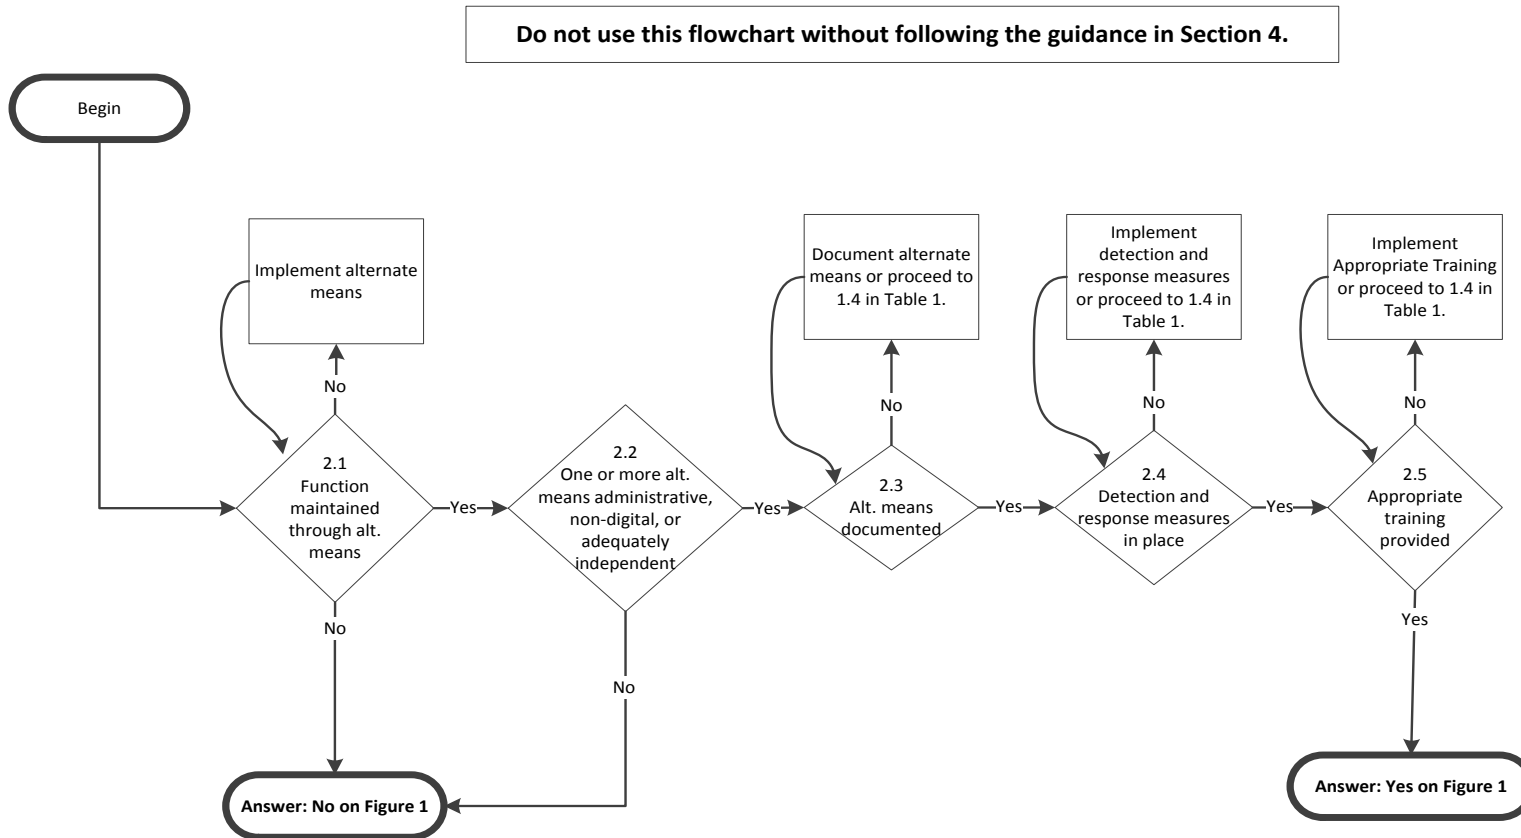 Do not use this flowchart without following the guidance in Section 4.
Begin
Implement alternate
means
No
2.1
Function
maintained
through alt.
means
Yes
No
2.2
One or more alt.
means administrative,
non-digital, or
adequately
independent
Yes
No
Document alternate
means or proceed to
1.4 in Table 1.
No
2.3
Alt. means
documented
Yes
Implement
detection and
response measures
or proceed to 1.4 in
Table 1.
No
2.4
Detection and
response measures
in place
Yes
Implement
Appropriate Training
or proceed to 1.4 in
Table 1.
No
2.5
Appropriate
training
provided
Yes
Answer: No on Figure 1
Answer: Yes on Figure 1